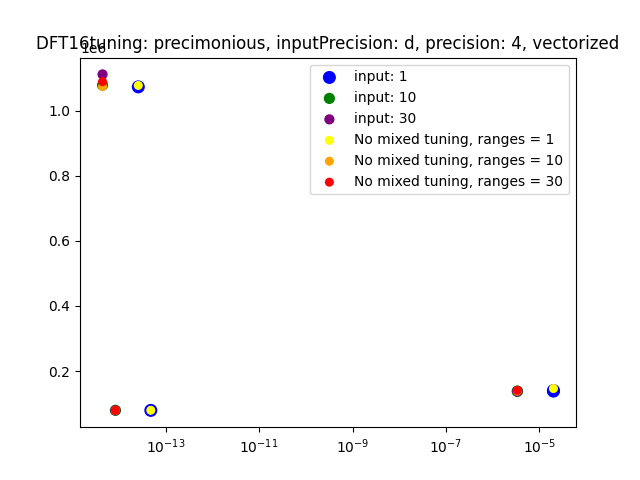 DFT16tuning: precimonious, inputPrecision: d, precision: 4, vectorized
1e6
input: 1
input: 10
input: 30
No mixed tuning, ranges = 1
No mixed tuning, ranges = 10
No mixed tuning, ranges = 30
1.0
0.8
0.6
0.4
0.2
10⁻¹³ 10⁻¹¹ 10⁻⁹ 10⁻⁷ 10⁻⁵